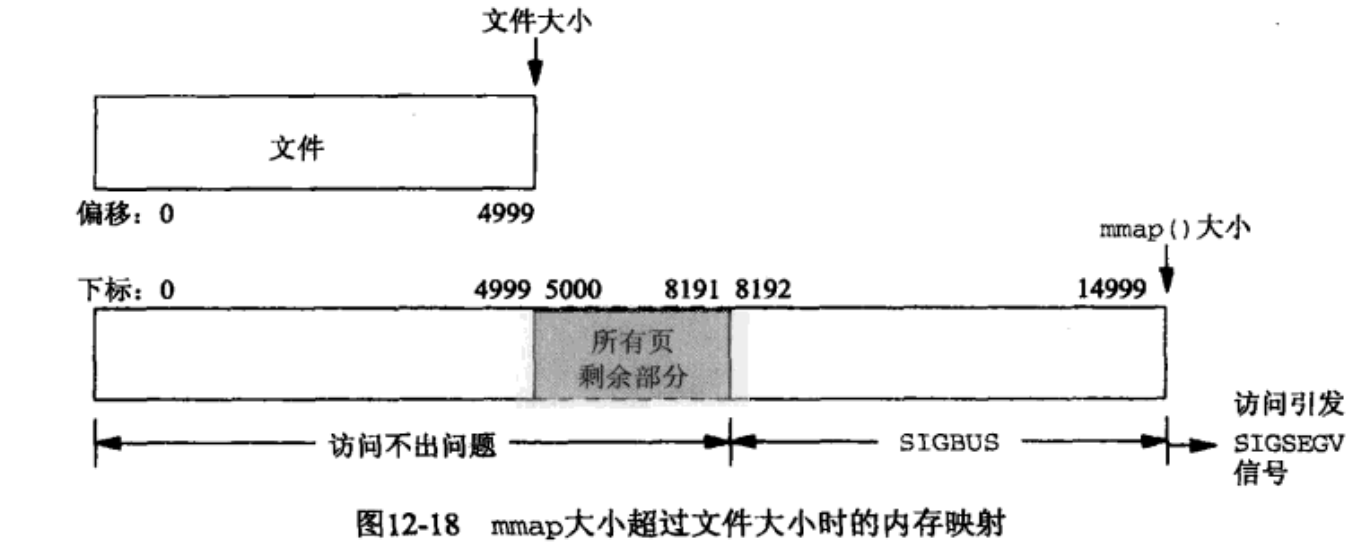 文件大小
文件
偏移: 0 4999
mmap()大小
下标: 0 4999 5000 8191 8192 14999
所有页
剩余部分
访问不出问题 SIGBUS
访问引发
SIGSEGV
信号
图12-18 mmap大小超过文件大小时的内存映射